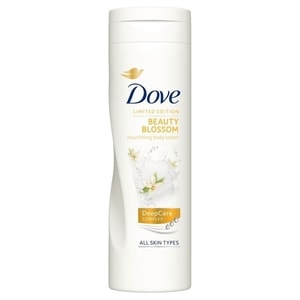 Dove
LIMITED EDITION
BEAUTY
BLOSSOM
nourishing body lotion
DeepCare
COMPLEX
ALL SKIN TYPES